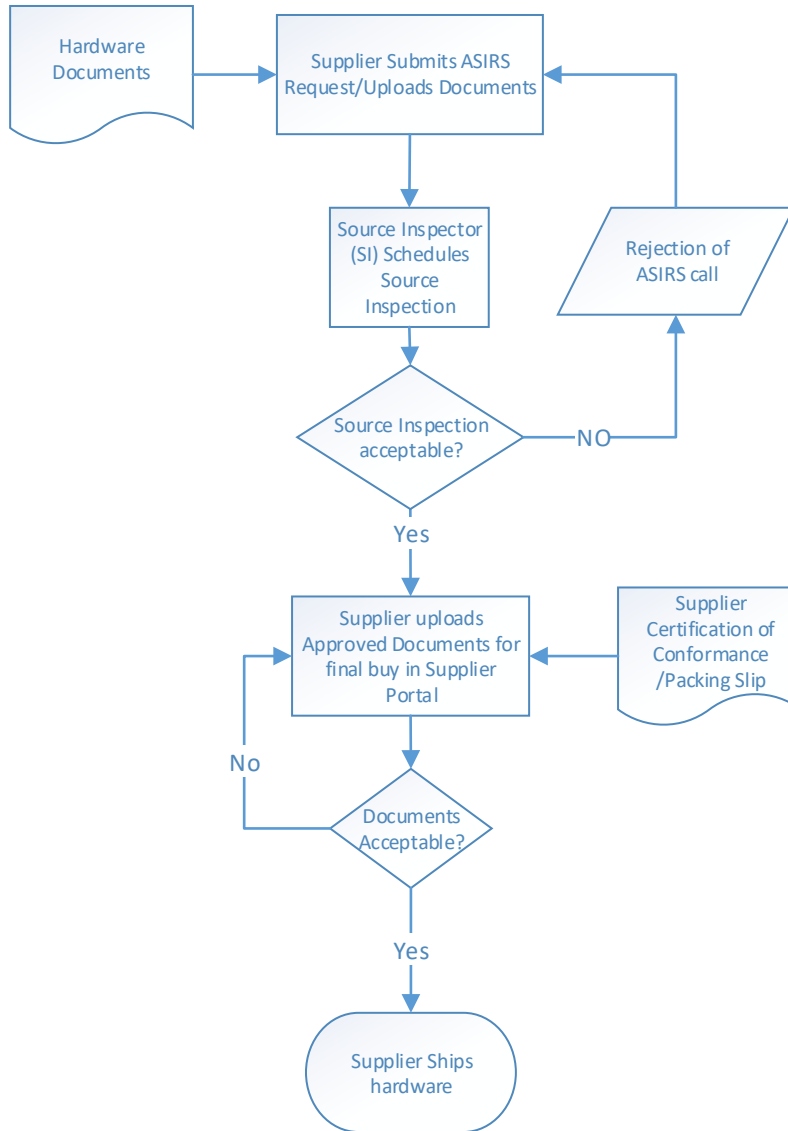 Hardware
Documents
Supplier Submits ASIRS
Request/Uploads Documents
Source Inspector
(SI) Schedules
Source
Inspection
Rejection of
ASIRS call
Source Inspection
acceptable?
NO
Yes
Supplier uploads
Approved Documents for
final buy in Supplier
Portal
Supplier
Certification of
Conformance
/Packing Slip
No
Documents
Acceptable?
Yes
Supplier Ships
hardware